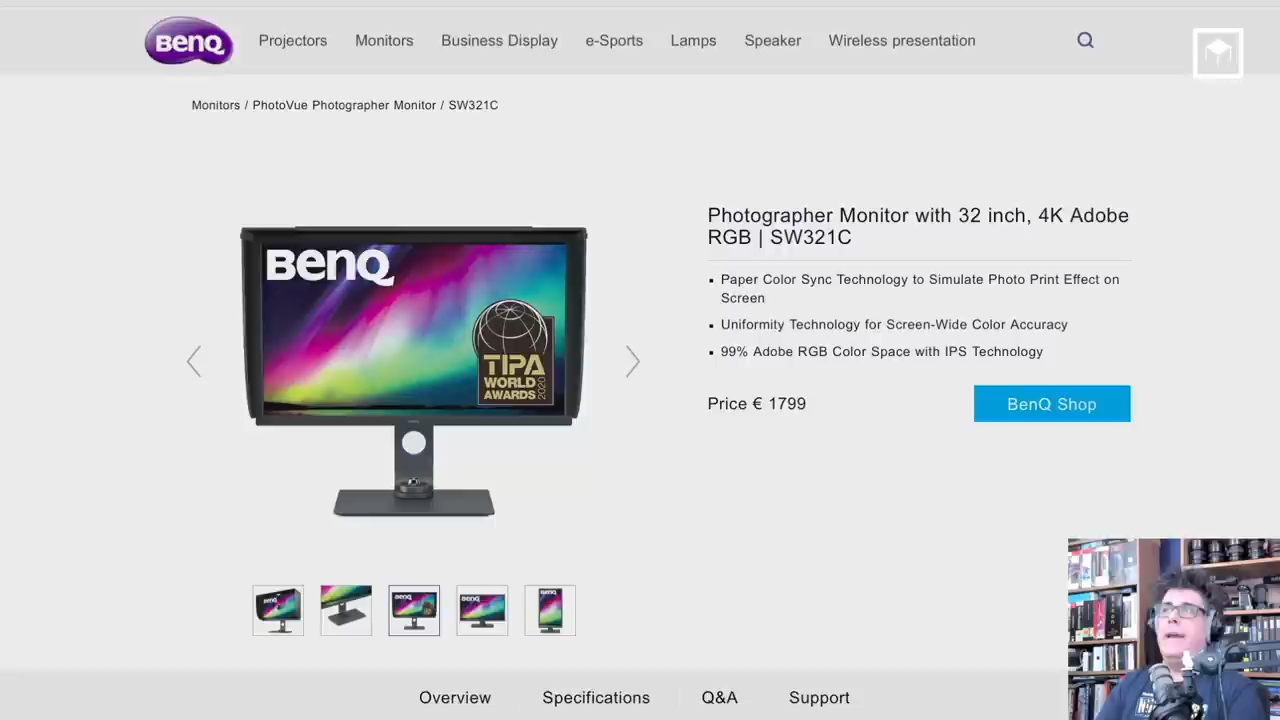 BenQ
Projectors
Monitors
Business Display
e-Sports
Lamps
Speaker
Wireless presentation
Monitors / PhotoVue Photographer Monitor / SW321C
BenQ
TIPA
WORLD
AWARDS
2020
Photographer Monitor with 32 inch, 4K Adobe
RGB | SW321C
Paper Color Sync Technology to Simulate Photo Print Effect on
Screen
Uniformity Technology for Screen-Wide Color Accuracy
99% Adobe RGB Color Space with IPS Technology
Price € 1799
BenQ Shop
Overview
Specifications
Q&A
Support